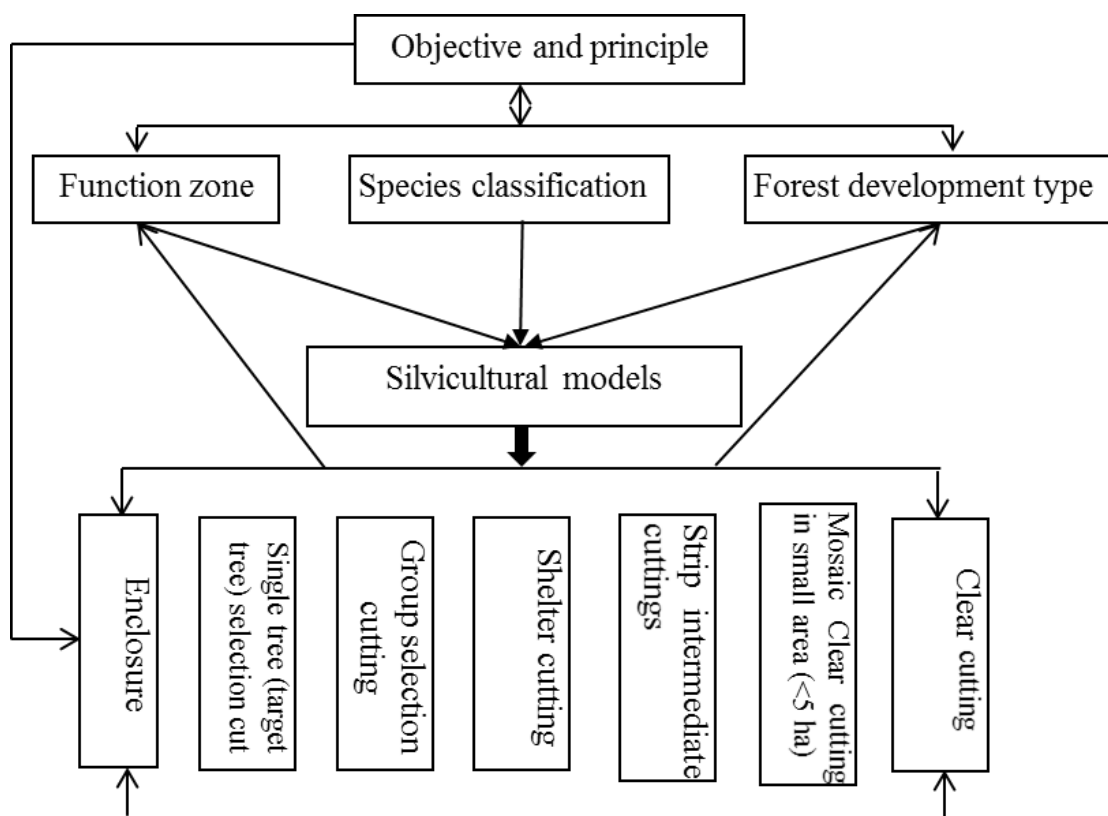 Objective and principle
Function zone
Species classification
Forest development type
Silvicultural models
Enclosure
Single tree (target
tree) selection cut
Group selection
cutting
Shelter cutting
Strip intermediate
cuttings
Mosaic Clear cutting
in small area (<5 ha)
Clear cutting